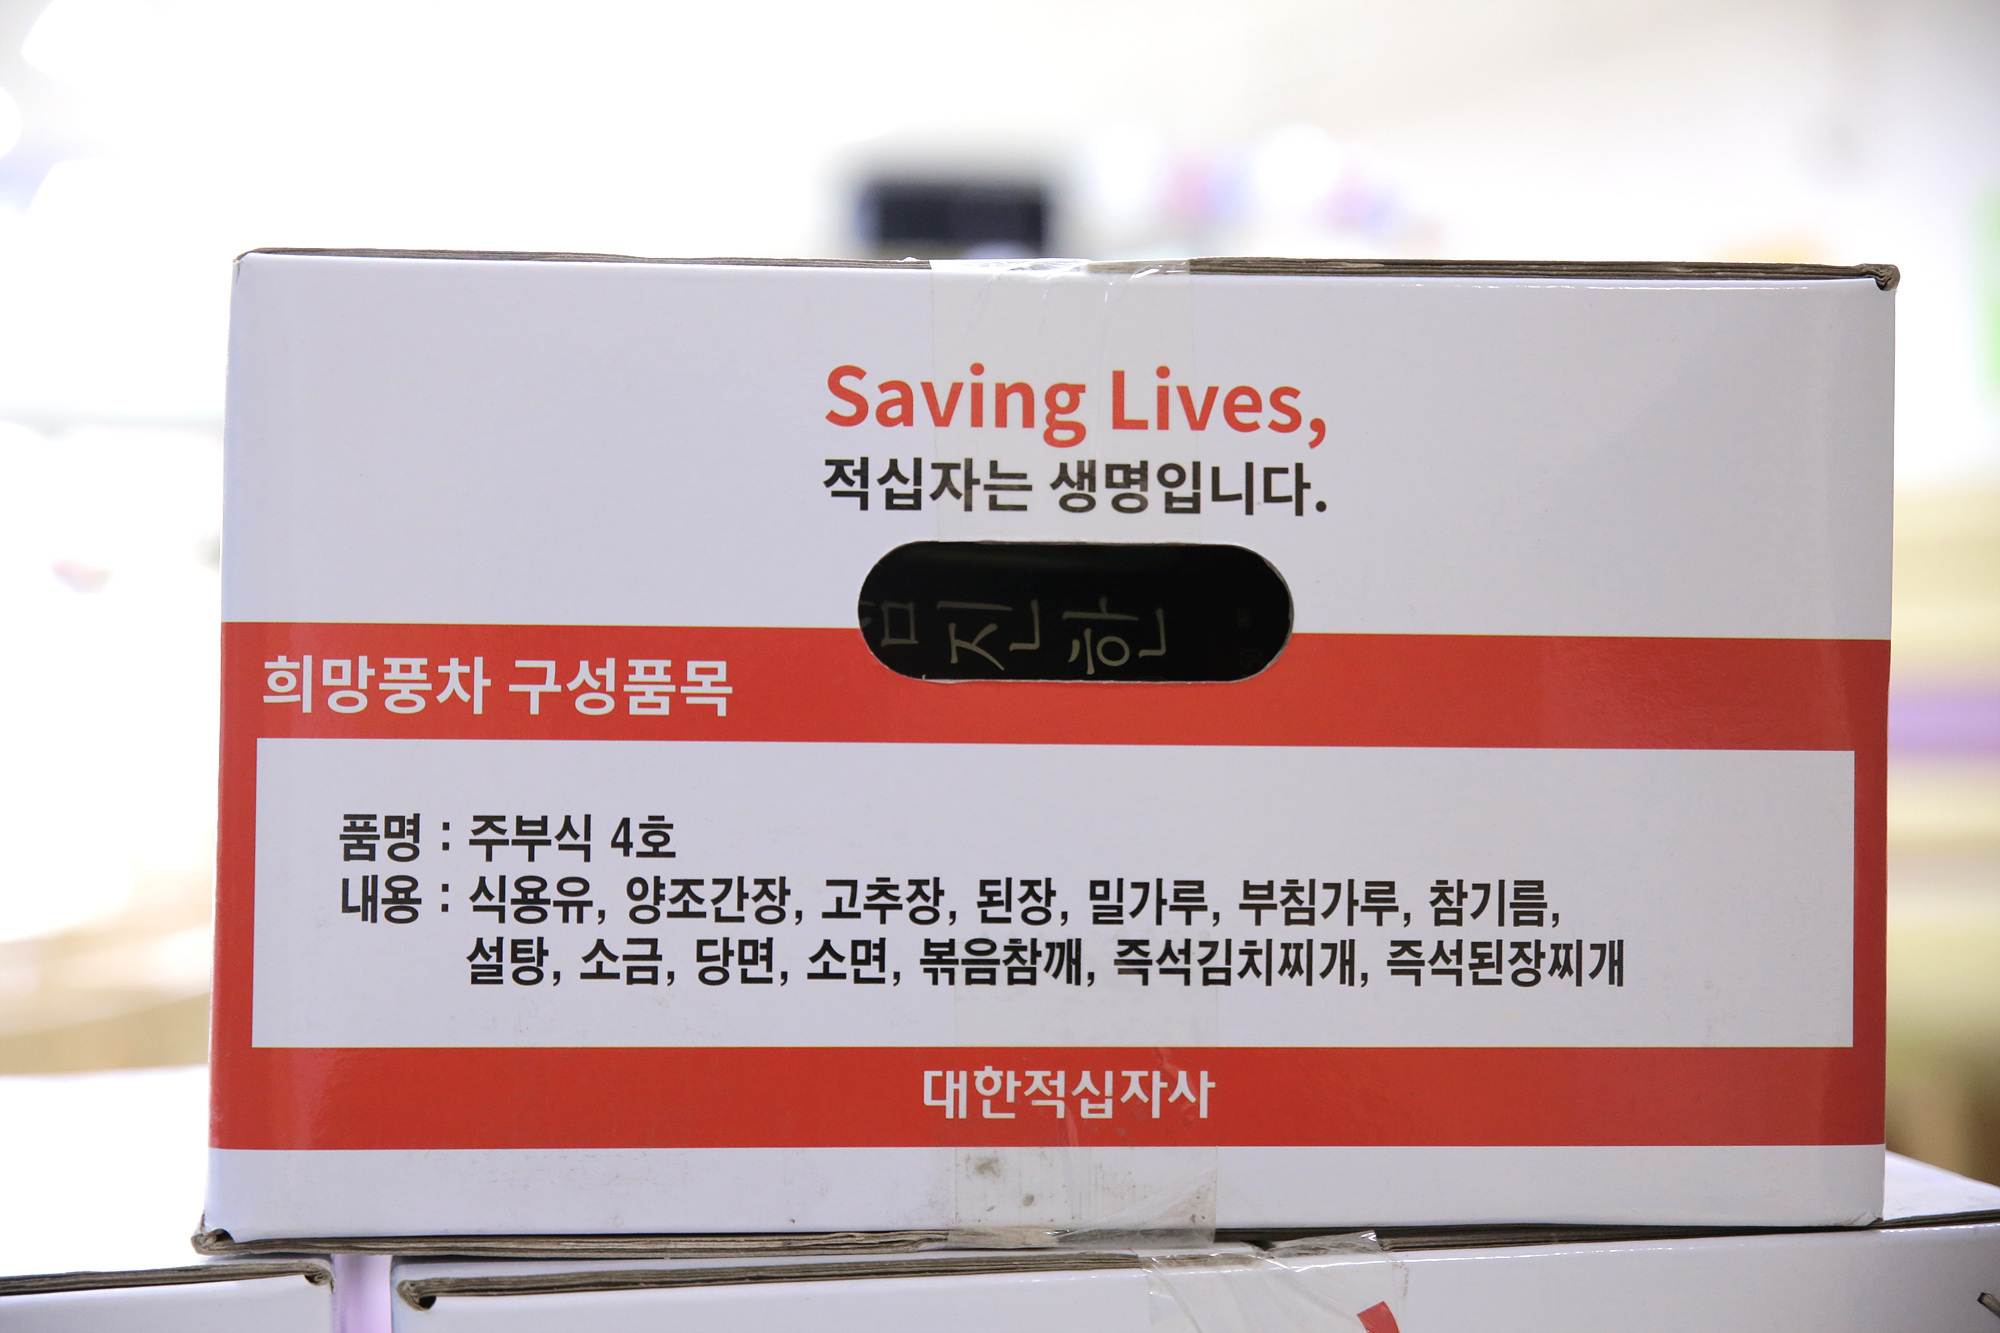 Saving Lives,
적십자는 생명입니다.
진한
희망풍차 구성품목
품명 : 주부식 4호
내용 : 식용유, 양조간장, 고추장, 된장, 밀가루, 부침가루, 참기름,
설탕, 소금, 당면, 소면, 볶음참깨, 즉석김치찌개, 즉석된장찌개
대한적십자사